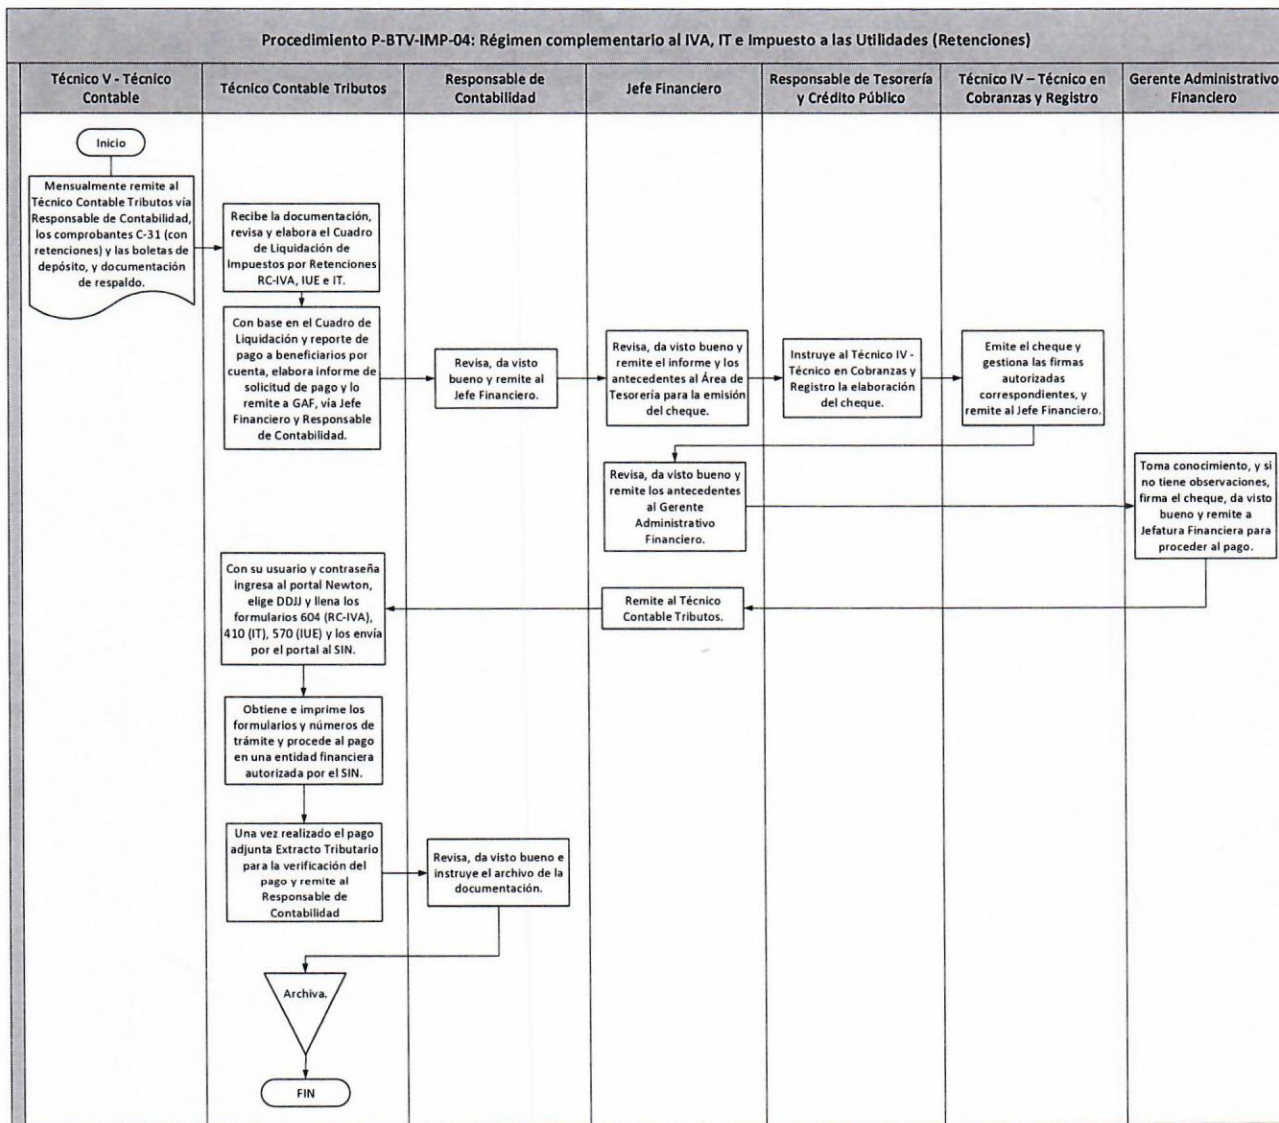 Procedimiento P-BTV-IMP-04: Régimen complementario al IVA, IT e Impuesto a las Utilidades (Retenciones)
Técnico V - Técnico
Contable
Técnico Contable Tributos
Responsable de
Contabilidad
Jefe Financiero
Responsable de Tesorería
y Crédito Público
Técnico IV – Técnico en
Cobranzas y Registro
Gerente Administrativo
Financiero
Inicio
Mensualmente remite al
Técnico Contable Tributos vía
Responsable de Contabilidad,
los comprobantes C-31 (con
retenciones) y las boletas de
depósito, y documentación
de respaldo.
Recibe la documentación,
revisa y elabora el Cuadro
de Liquidación de
Impuestos por Retenciones
RC-IVA, IUE e IT.
Con base en el Cuadro de
Liquidación y reporte de
pago a beneficiarios por
cuenta, elabora informe de
solicitud de pago y lo
remite a GAF, vía Jefe
Financiero y Responsable
de Contabilidad.
Revisa, da visto
bueno y remite al
Jefe Financiero.
Revisa, da visto bueno y
remite el informe y los
antecedentes al Área de
Tesorería para la emisión
del cheque.
Instruye al Técnico IV -
Técnico en Cobranzas y
Registro la elaboración
del cheque.
Emite el cheque y
gestiona las firmas
autorizadas
correspondientes, y
remite al Jefe Financiero.
Revisa, da visto bueno y
remite los antecedentes
al Gerente
Administrativo
Financiero.
Toma conocimiento, y si
no tiene observaciones,
firma el cheque, da visto
bueno y remite a
Jefatura Financiera para
proceder al pago.
Remite al Técnico
Contable Tributos.
Con su usuario y contraseña
ingresa al portal Newton,
elige DDJJ y llena los
formularios 604 (RC-IVA),
410 (IT), 570 (IUE) y los envía
por el portal al SIN.
Obtiene e imprime los
formularios y números de
trámite y procede al pago
en una entidad financiera
autorizada por el SIN.
Una vez realizado el pago
adjunta Extracto Tributario
para la verificación del
pago y remite al
Responsable de
Contabilidad
Revisa, da visto bueno e
instruye el archivo de la
documentación.
Archiva.
FIN